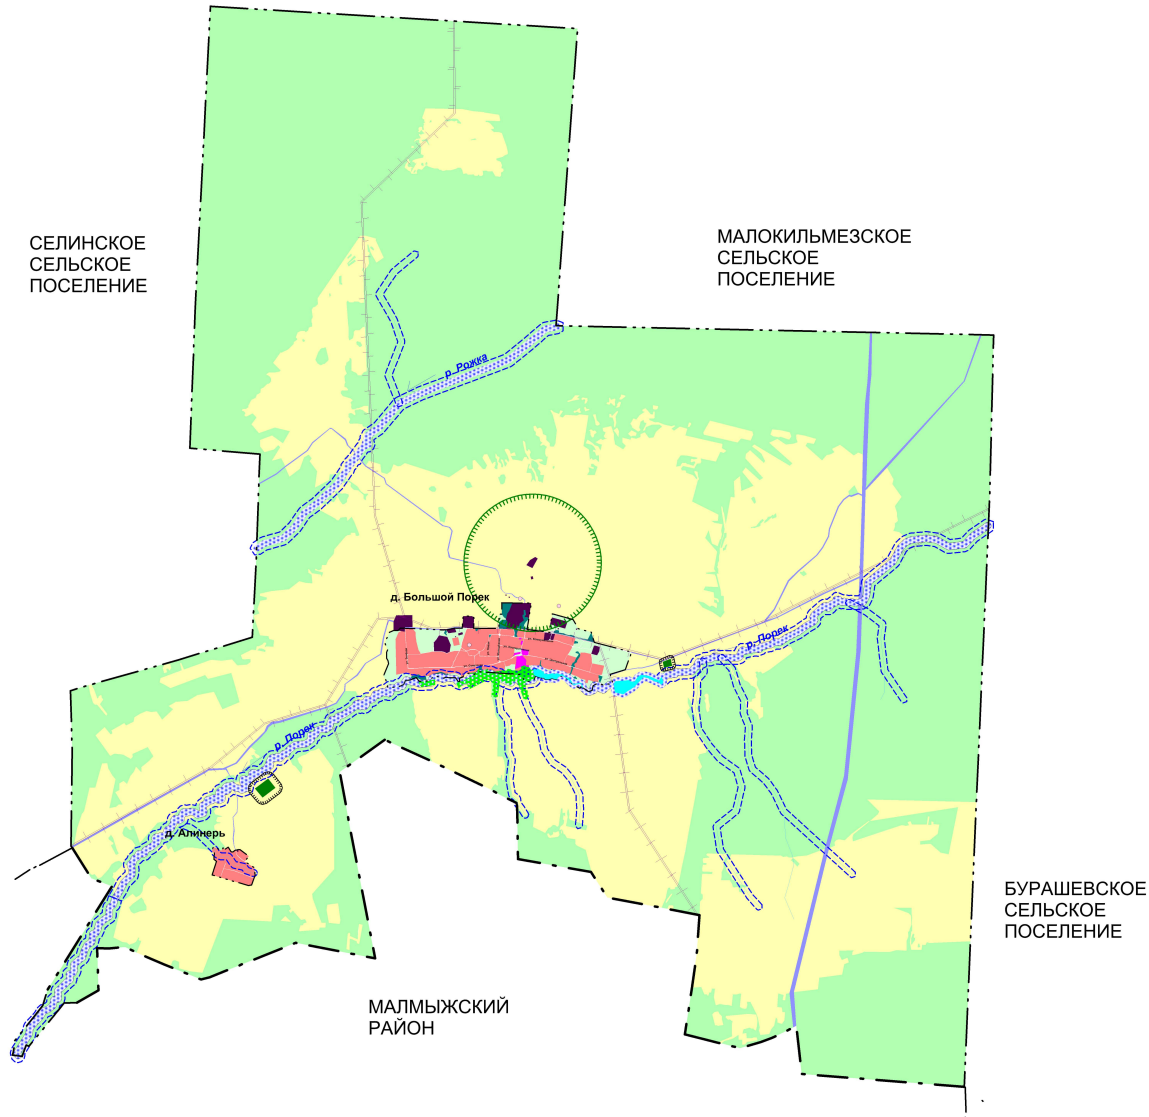 МАЛОКИЛЬМЕЗСКОЕ
СЕЛЬСКОЕ
ПОСЕЛЕНИЕ
СЕЛИНСКОЕ
СЕЛЬСКОЕ
ПОСЕЛЕНИЕ
р. Рожка
д. Большой Порек
р. Порек
р. Порек
д. Алинерь
БУРАШЕВСКОЕ
СЕЛЬСКОЕ
ПОСЕЛЕНИЕ
МАЛМЫЖСКИЙ
РАЙОН